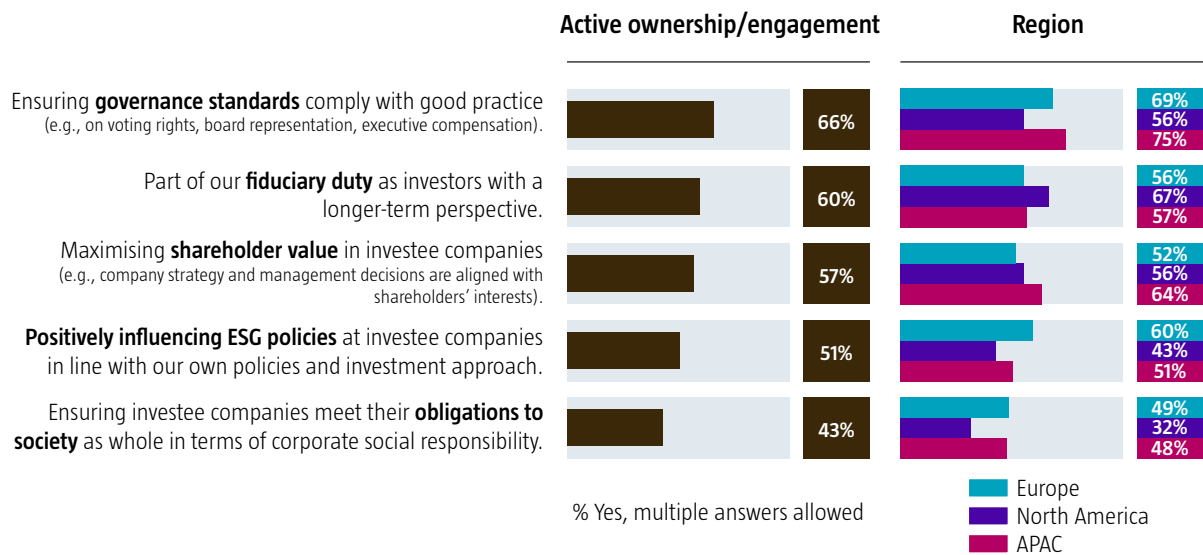 Active ownership/engagement
Region
Ensuring governance standards comply with good practice
(e.g., on voting rights, board representation, executive compensation).
66%
69%
56%
75%
Part of our fiduciary duty as investors with a
longer-term perspective.
60%
56%
67%
57%
Maximising shareholder value in investee companies
(e.g., company strategy and management decisions are aligned with
shareholders’ interests).
57%
52%
56%
64%
Positively influencing ESG policies at investee companies
in line with our own policies and investment approach.
51%
60%
43%
51%
Ensuring investee companies meet their obligations to
society as whole in terms of corporate social responsibility.
43%
49%
32%
48%
% Yes, multiple answers allowed
Europe
North America
APAC